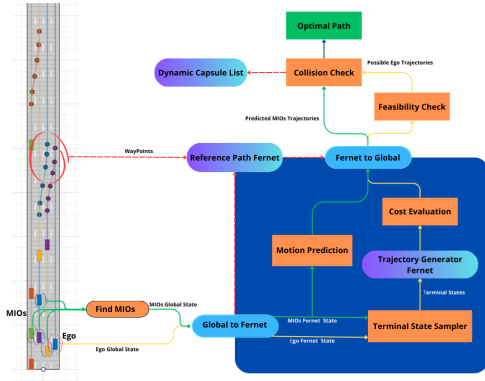 Optimal Path
Possible Ego Trajectories
Dynamic Capsule List
Collision Check
Feasibility Check
Predicted MIOs Trajectories
WayPoints
Reference Path Fernet
Fernet to Global
Cost Evaluation
Motion Prediction
Trajectory Generator
Fernet
Terminal States
MIOs
Find MIOs
MIOs Global State
Global to Fernet
MIOs Fernet State
Terminal State Sampler
Ego
Ego Fernet State
Ego Global State